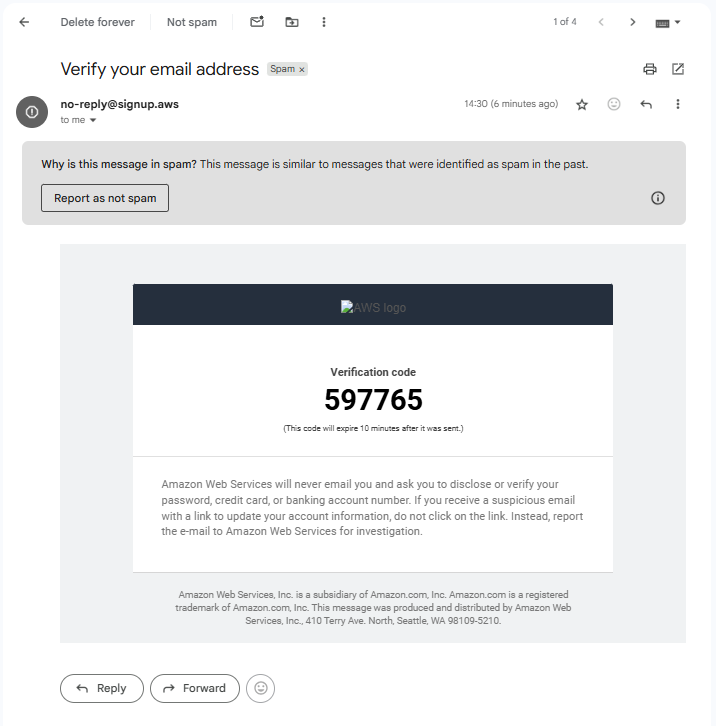 Delete forever Not spam 1 of 4
Verify your email address Spam x
no-reply@signup.aws 14:30 (6 minutes ago)
to me
Why is this message in spam? This message is similar to messages that were identified as spam in the past.
Report as not spam
AWS logo
Verification code
597765
(This code will expire 10 minutes after it was sent.)
Amazon Web Services will never email you and ask you to disclose or verify your
password, credit card, or banking account number. If you receive a suspicious email
with a link to update your account information, do not click on the link. Instead, report
the e-mail to Amazon Web Services for investigation.
Amazon Web Services, Inc. is a subsidiary of Amazon.com, Inc. Amazon.com is a registered
trademark of Amazon.com, Inc. This message was produced and distributed by Amazon Web
Services, Inc., 410 Terry Ave. North, Seattle, WA 98109-5210.
Reply Forward